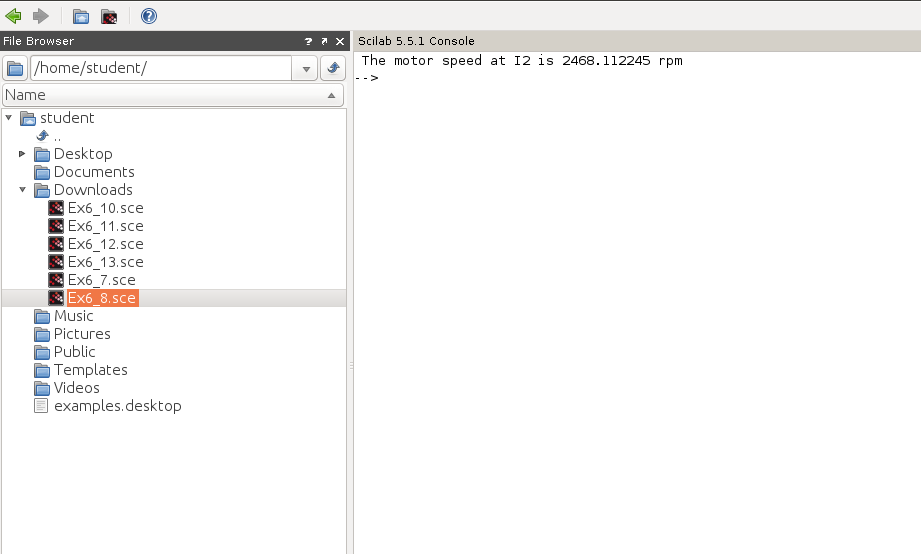 File Browser
/home/student/
Name
student
..
Desktop
Documents
Downloads
Ex6_10.sce
Ex6_11.sce
Ex6_12.sce
Ex6_13.sce
Ex6_7.sce
Ex6_8.sce
Music
Pictures
Public
Templates
Videos
examples.desktop
Scilab 5.5.1 Console
The motor speed at I2 is 2468.112245 rpm
-->